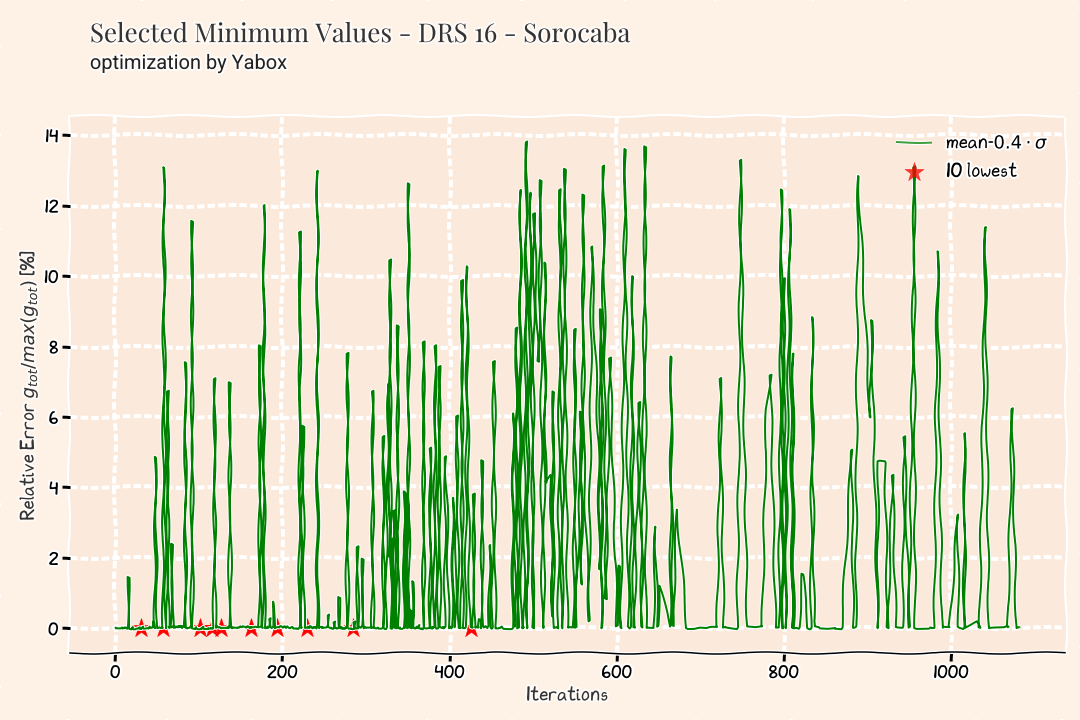 Selected Minimum Values - DRS 16 - Sorocaba
optimization by Yabox
14
12
10
8
6
4
2
0
Relative Error g_tot/max(g_tot) [%]
mean-0.4 · σ
10 lowest
0 200 400 600 800 1000
Iterations